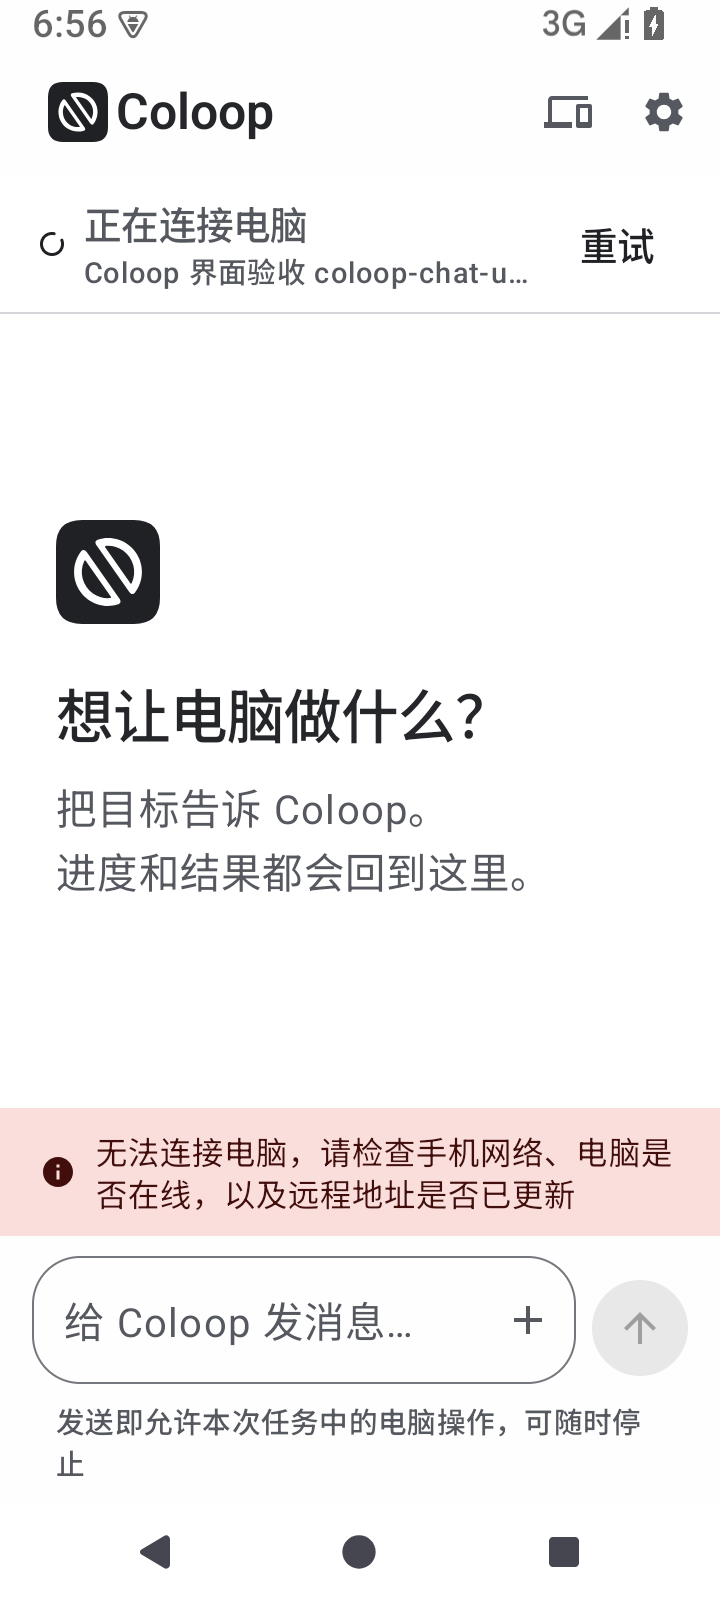 6:56
3G
Coloop
正在连接电脑
Coloop 界面验收 coloop-chat-u…
重试
想让电脑做什么？
把目标告诉 Coloop。
进度和结果都会回到这里。
无法连接电脑，请检查手机网络、电脑是
否在线，以及远程地址是否已更新
给 Coloop 发消息…
发送即允许本次任务中的电脑操作，可随时停
止